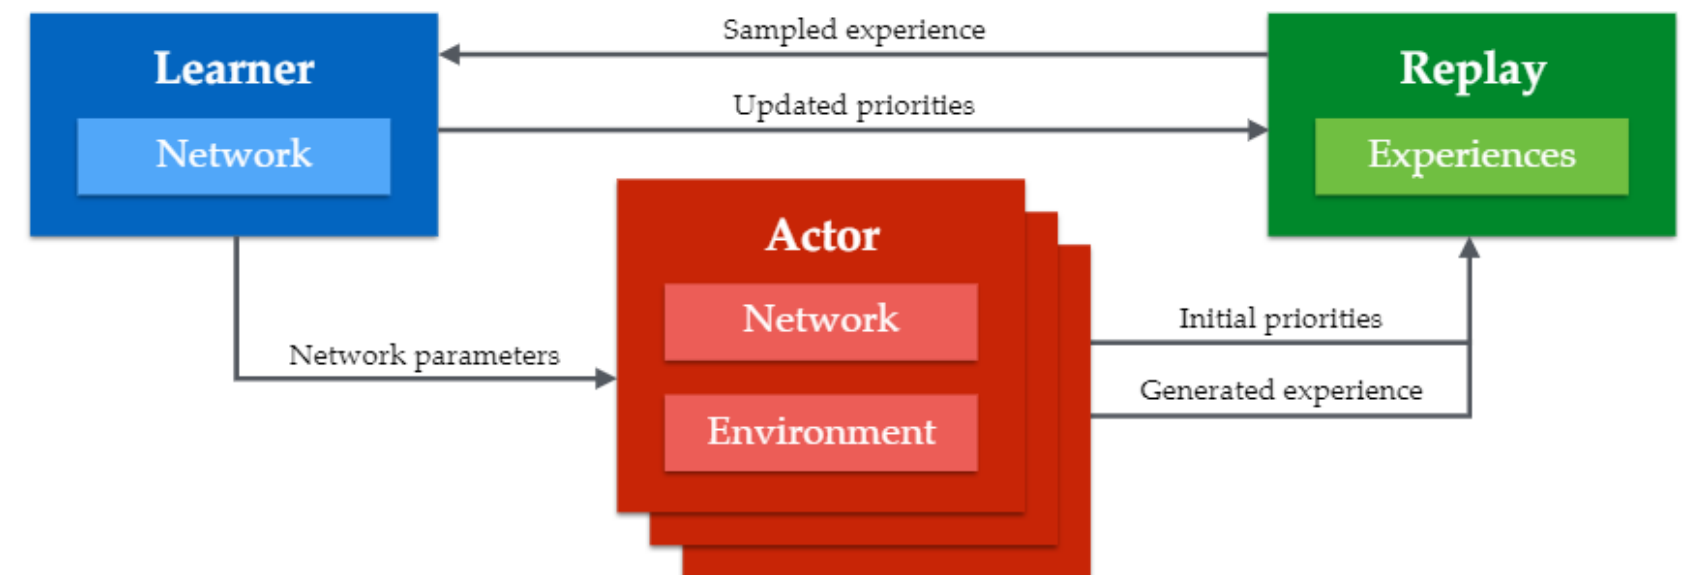 Learner
Network
Sampled experience
Updated priorities
Replay
Experiences
Actor
Network
Environment
Network parameters
Initial priorities
Generated experience